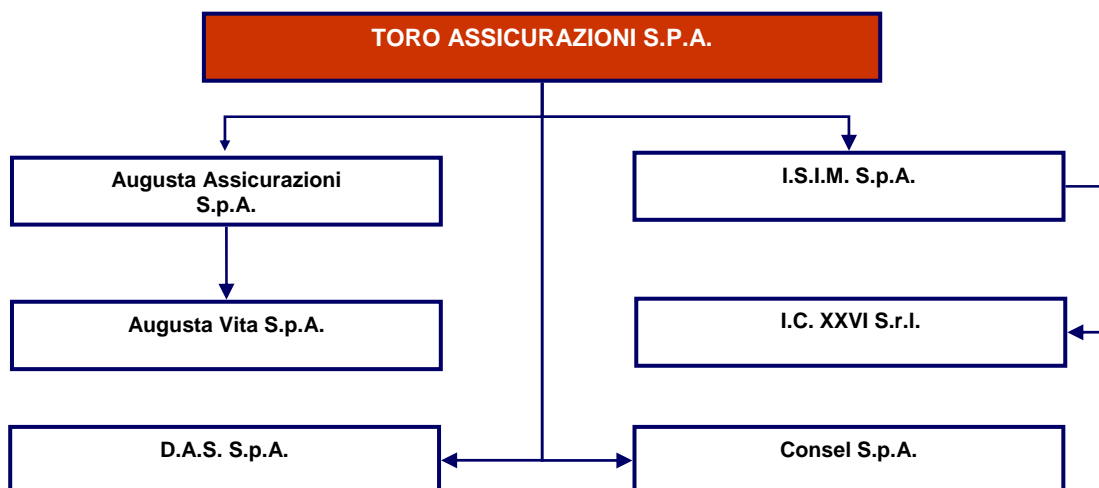 TORO ASSICURAZIONI S.P.A.
Augusta Assicurazioni
S.p.A.
I.S.I.M. S.p.A.
Augusta Vita S.p.A.
I.C. XXVI S.r.l.
D.A.S. S.p.A.
Consel S.p.A.